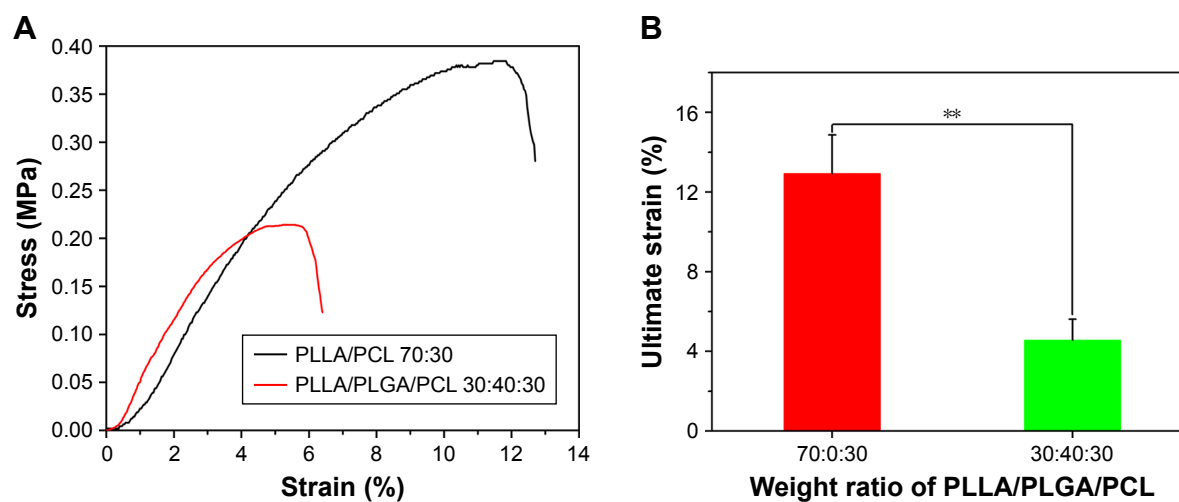 A
0.40
0.35
0.30
0.25
0.20
0.15
0.10
0.05
0.00
Stress (MPa)
PLLA/PCL 70:30
PLLA/PLGA/PCL 30:40:30
0 2 4 6 8 10 12 14
Strain (%)
B
16
12
8
4
0
Ultimate strain (%)
**
70:0:30 30:40:30
Weight ratio of PLLA/PLGA/PCL